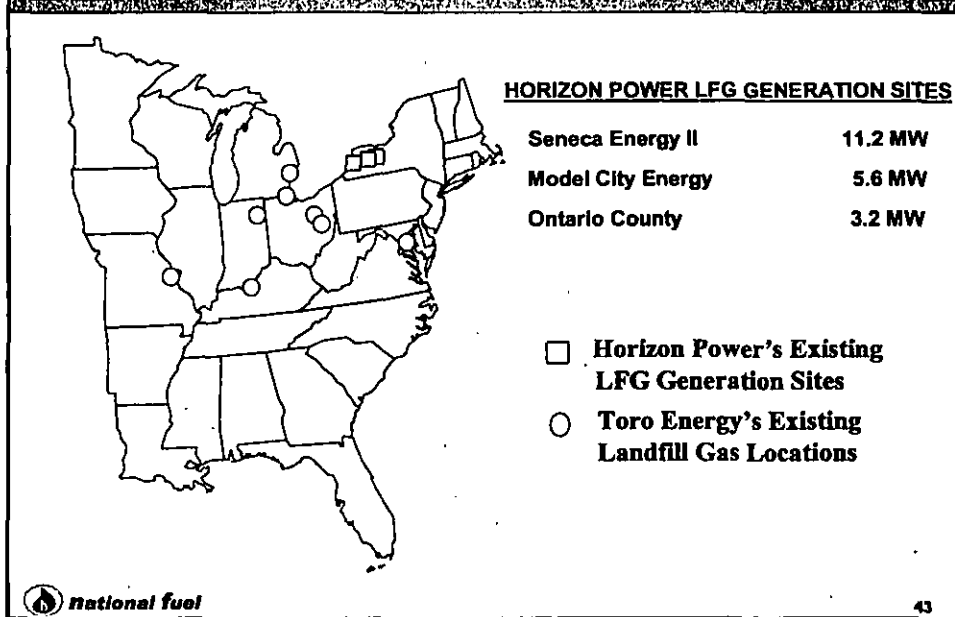 HORIZON POWER LFG GENERATION SITES
Seneca Energy II 11.2 MW
Model City Energy 5.6 MW
Ontario County 3.2 MW
Horizon Power's Existing
LFG Generation Sites
Toro Energy's Existing
Landfill Gas Locations
national fuel
43